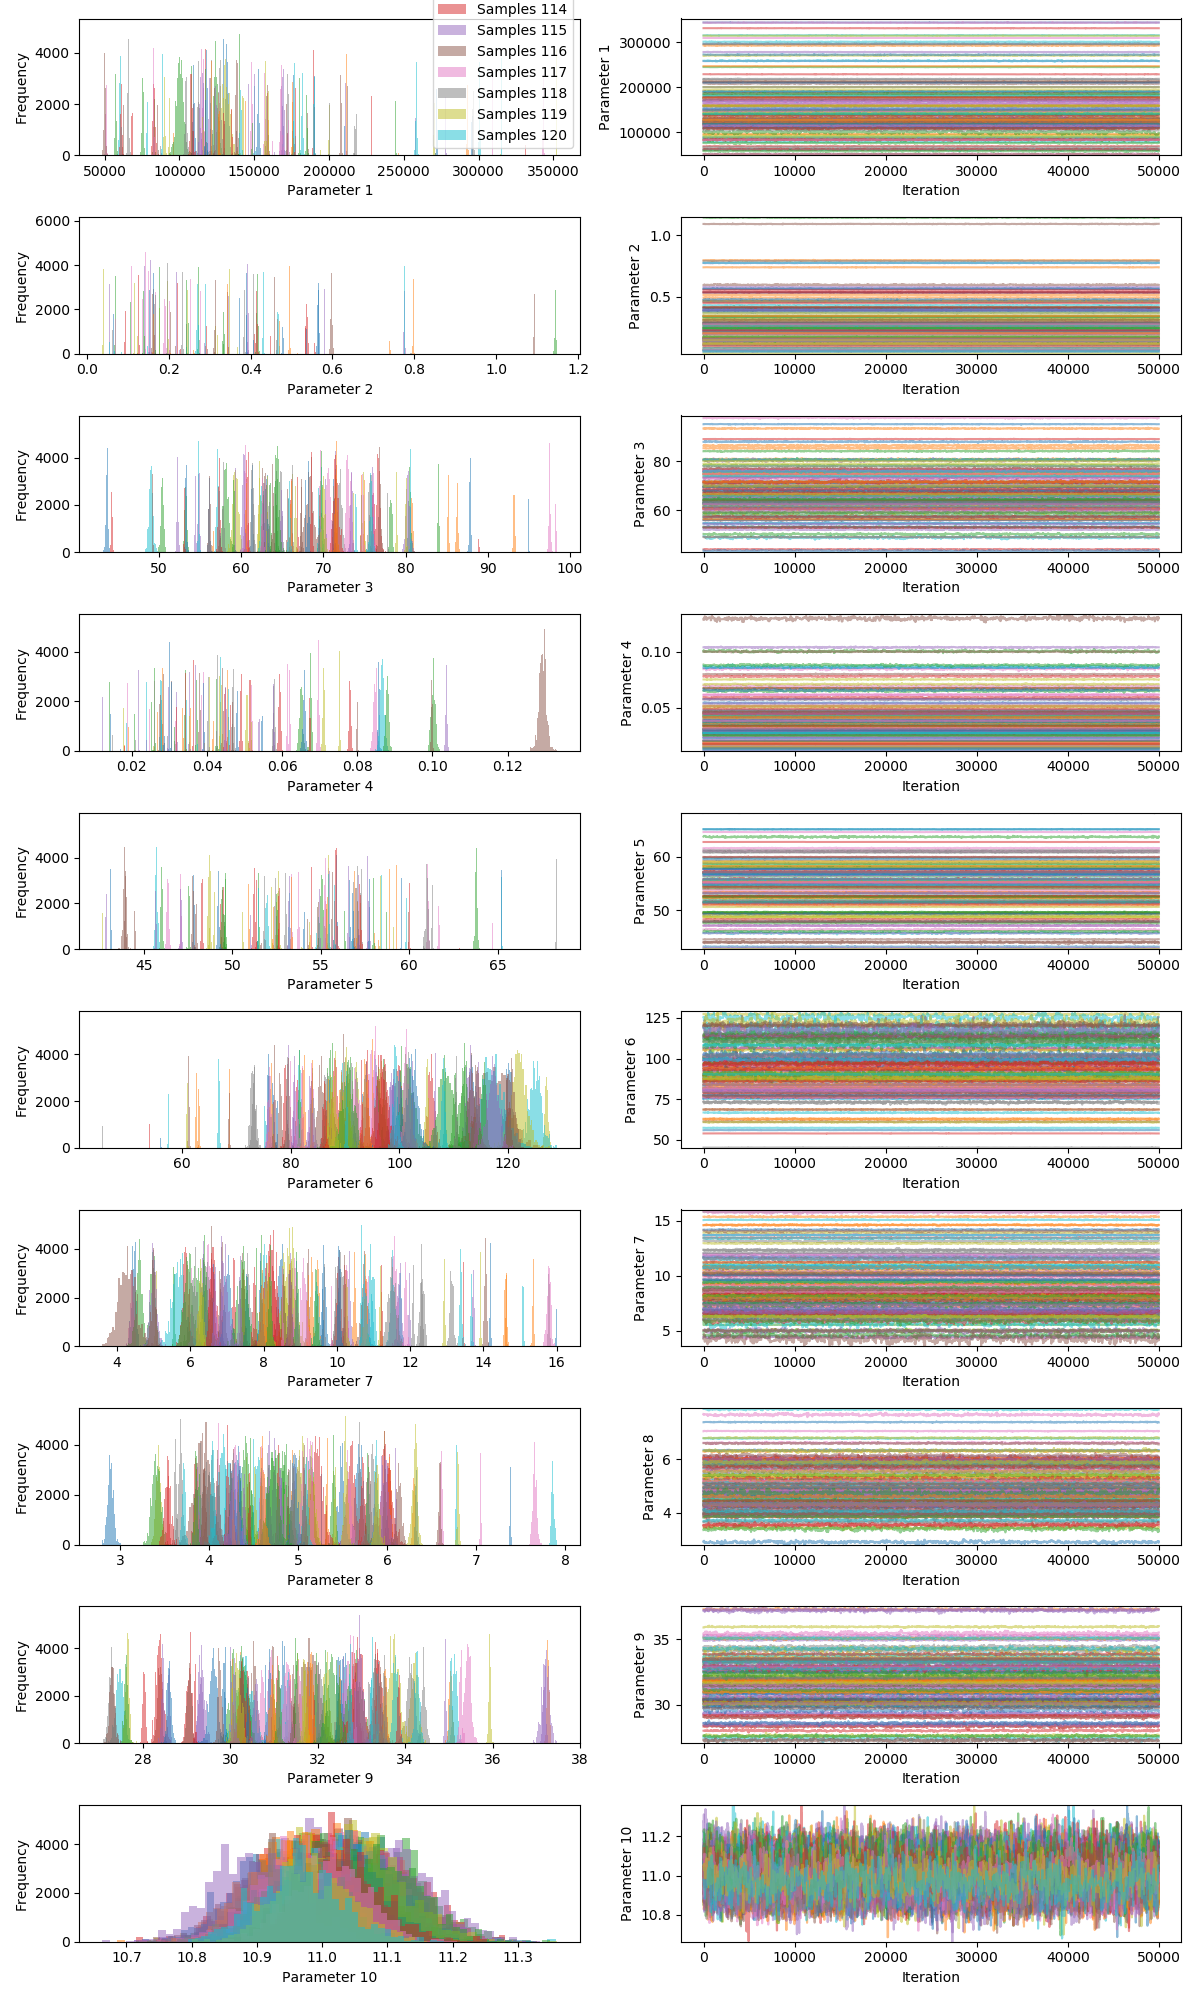 Samples 114
Samples 115
Samples 116
Samples 117
Samples 118
Samples 119
Samples 120
4000
2000
0
Frequency
50000 100000 150000 200000 250000 300000 350000
Parameter 1
300000
200000
100000
Parameter 1
0 10000 20000 30000 40000 50000
Iteration
6000
4000
2000
0
Frequency
0.0 0.2 0.4 0.6 0.8 1.0 1.2
Parameter 2
1.0
0.5
Parameter 2
0 10000 20000 30000 40000 50000
Iteration
4000
2000
0
Frequency
50 60 70 80 90 100
Parameter 3
80
60
Parameter 3
0 10000 20000 30000 40000 50000
Iteration
4000
2000
0
Frequency
0.02 0.04 0.06 0.08 0.10 0.12
Parameter 4
0.10
0.05
Parameter 4
0 10000 20000 30000 40000 50000
Iteration
4000
2000
0
Frequency
45 50 55 60 65
Parameter 5
60
50
Parameter 5
0 10000 20000 30000 40000 50000
Iteration
4000
2000
0
Frequency
60 80 100 120
Parameter 6
125
100
75
50
Parameter 6
0 10000 20000 30000 40000 50000
Iteration
4000
2000
0
Frequency
4 6 8 10 12 14 16
Parameter 7
15
10
5
Parameter 7
0 10000 20000 30000 40000 50000
Iteration
4000
2000
0
Frequency
3 4 5 6 7 8
Parameter 8
6
4
Parameter 8
0 10000 20000 30000 40000 50000
Iteration
4000
2000
0
Frequency
28 30 32 34 36 38
Parameter 9
35
30
Parameter 9
0 10000 20000 30000 40000 50000
Iteration
4000
2000
0
Frequency
10.7 10.8 10.9 11.0 11.1 11.2 11.3
Parameter 10
11.2
11.0
10.8
Parameter 10
0 10000 20000 30000 40000 50000
Iteration